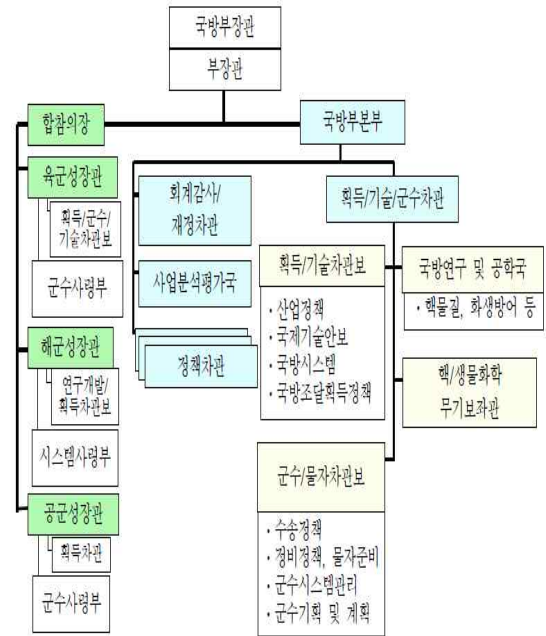 국방부장관
부장관
합참의장
국방부본부
육군성장관
획득/군수/
기술차관보
군수사령부
해군성장관
연구개발/
획득차관보
시스템사령부
공군성장관
획득차관
군수사령부
회계감사/
재정차관
사업분석평가국
정책차관
획득/기술/군수차관
획득/기술차관보
· 산업정책
· 국제기술안보
· 국방시스템
· 국방조달획득정책
국방연구 및 공학국
· 핵물질, 화생방어 등
핵/생물화학
무기보좌관
군수/물자차관보
· 수송정책
· 정비정책, 물자준비
· 군수시스템관리
· 군수기획 및 계획